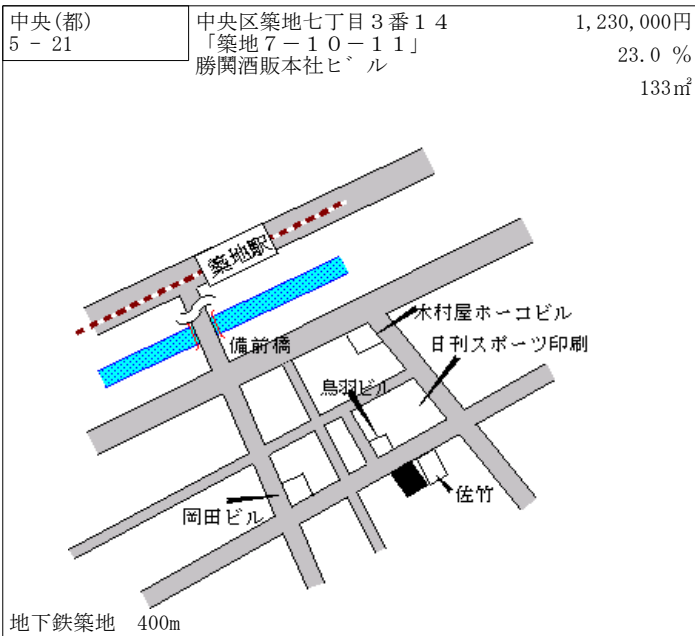 中央(都)
5 - 21
中央区築地七丁目３番１４
「築地７－１０－１１」
勝鬨酒販本社ビル
1,230,000円
23.0 %
133㎡
築地駅
備前橋
木村屋ホーコビル
日刊スポーツ印刷
鳥羽ビル
岡田ビル
佐竹
地下鉄築地　400m